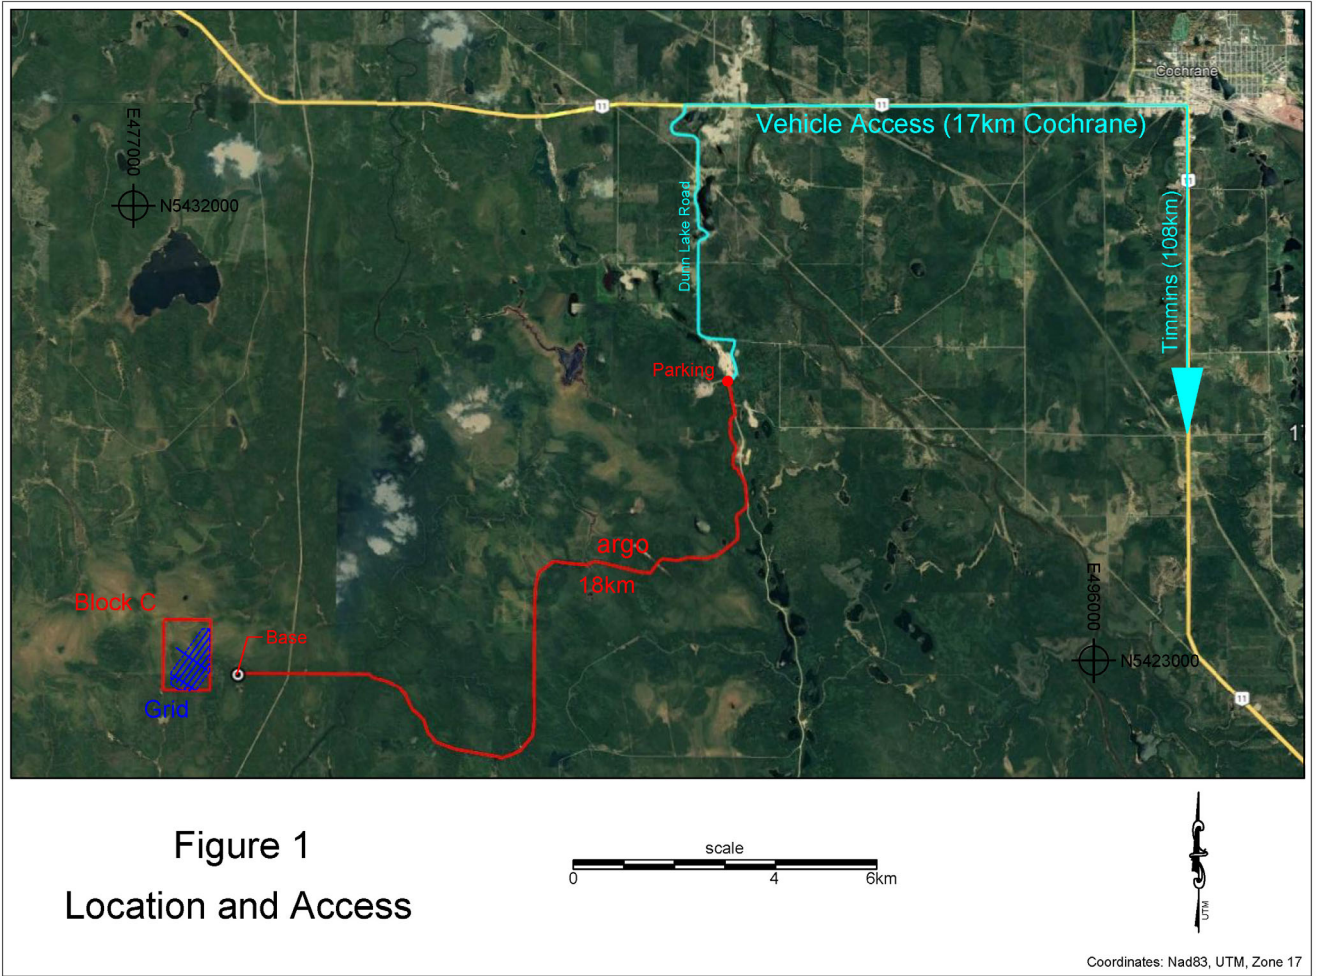 Cochrane
11
11
Vehicle Access (17km Cochrane)
E477000
N5432000
11
Dunn Lake Road
Timmins (108km)
Parking
17
argo
18km
E496000
Block C
Base
N5423000
Grid
11
Figure 1
Location and Access
scale
0
4
6km
UTM
Coordinates: Nad83, UTM, Zone 17